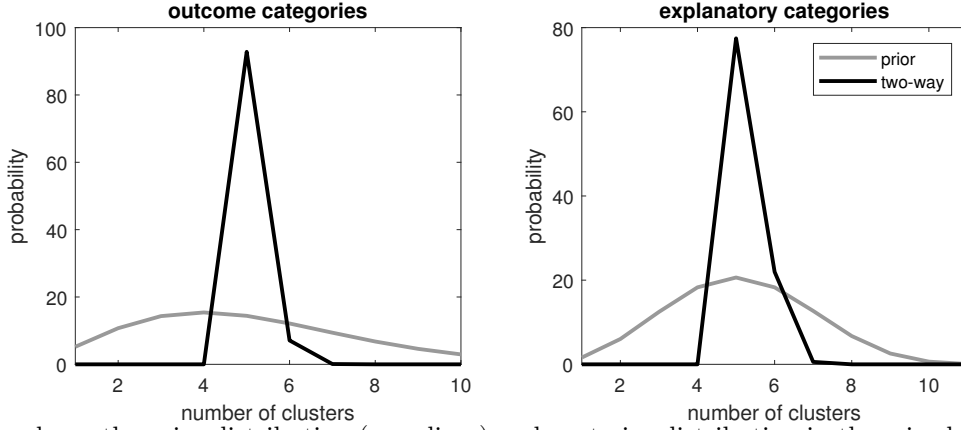 outcome categories
100
80
60
40
20
0
probability
2 4 6 8 10
number of clusters
explanatory categories
80
60
40
20
0
probability
prior
two-way
2 4 6 8 10
number of clusters